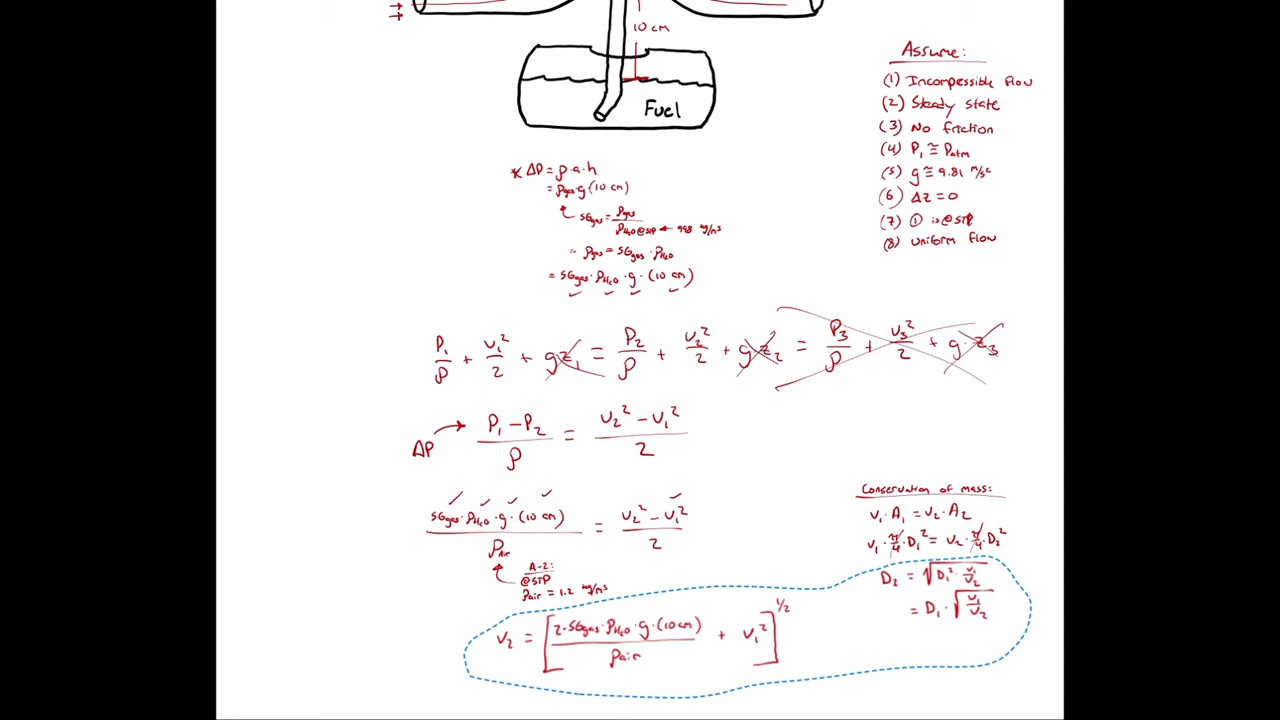 10 cm
Fuel
Assume:
(1) Incompessible flow
(2) Steady state
(3) No friction
(4) P₁ ≅ Patm
(5) g ≅ 9.81 m/s²
(6) Δz = 0
(7) ① is @ STP
(8) uniform flow
* ΔP = ρ·a·h
= ρgas·g·(10 cm)
SGgas = ρgas / ρH₂O@STP ← 998 kg/m³
∴ ρgas = SGgas · ρH₂O
= SGgas · ρH₂O · g · (10 cm)
P₁/ρ + v₁²/2 + gz₁ = P₂/ρ + v₂²/2 + gz₂ = P₃/ρ + v₃²/2 + g·z₃
ΔP → (P₁ - P₂)/ρ = (v₂² - v₁²)/2
SGgas · ρH₂O · g · (10 cm) / ρAir = (v₂² - v₁²)/2
A-2:
@STP
ρair = 1.2 kg/m³
Conservation of mass:
v₁·A₁ = v₂·A₂
v₁·π/4·D₁² = v₂·π/4·D₂²
D₂ = √(D₁²·v₁/v₂)
= D₁·√(v₁/v₂)
v₂ = [2·SGgas·ρH₂O·g·(10cm) / ρair + v₁²]^1/2